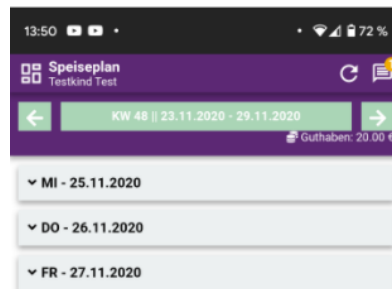 13:50 72 %
Speiseplan
Testkind Test
KW 48 || 23.11.2020 - 29.11.2020
Guthaben: 20.00 €
MI - 25.11.2020
DO - 26.11.2020
FR - 27.11.2020